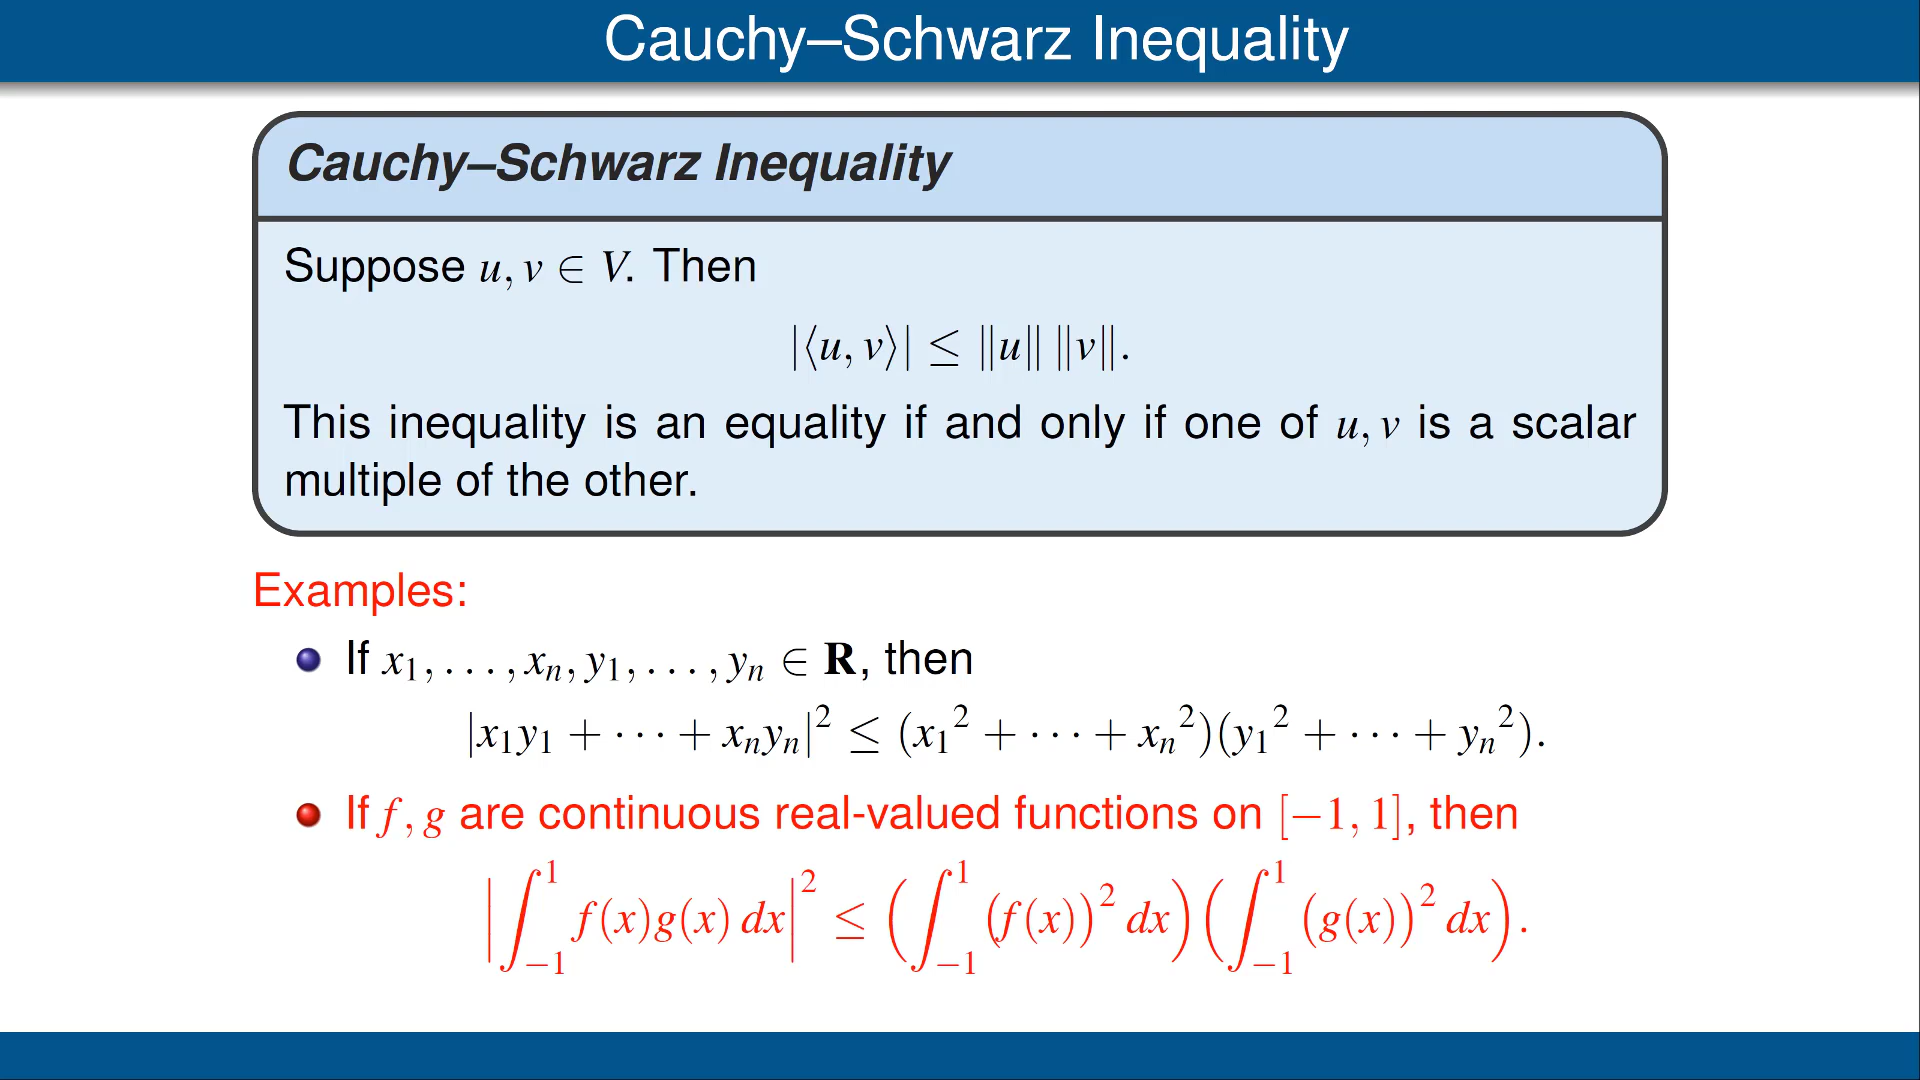 Cauchy–Schwarz Inequality
Cauchy–Schwarz Inequality
Suppose u, v ∈ V. Then
|⟨u, v⟩| ≤ ‖u‖ ‖v‖.
This inequality is an equality if and only if one of u, v is a scalar
multiple of the other.
Examples:
If x₁, . . . , xₙ, y₁, . . . , yₙ ∈ R, then
|x₁y₁ + · · · + xₙyₙ|² ≤ (x₁² + · · · + xₙ²)(y₁² + · · · + yₙ²).
If f, g are continuous real-valued functions on [−1, 1], then
|∫₋₁¹ f(x)g(x) dx|² ≤ (∫₋₁¹ (f(x))² dx)(∫₋₁¹ (g(x))² dx).